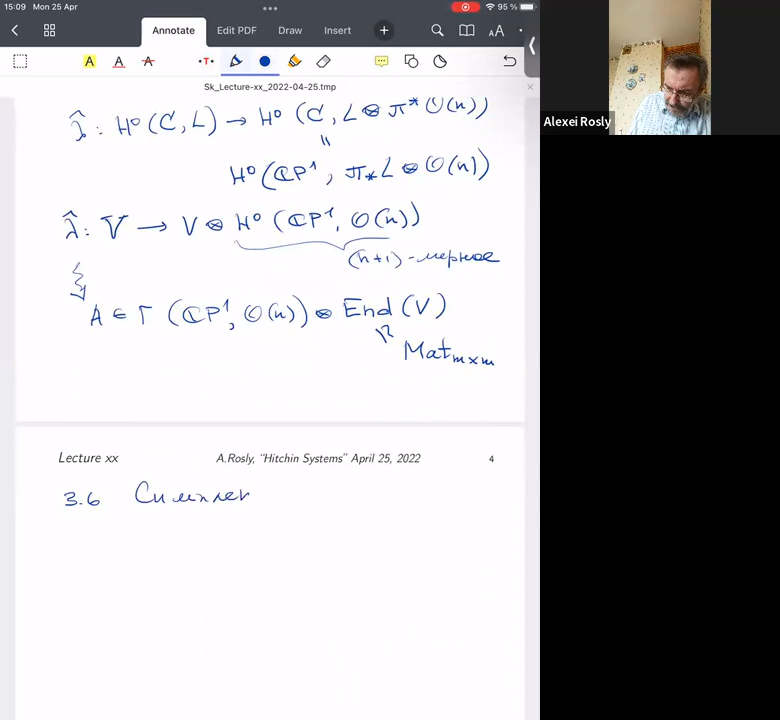 15:09 Mon 25 Apr
95 %
Annotate Edit PDF Draw Insert
Sk_Lecture-xx_2022-04-25.tmp
λ̂ : H⁰(C, L) → H⁰(C, L ⊗ π* O(n))
=
H⁰(ℂP¹, π_* L ⊗ O(n))
λ̂ : V → V ⊗ H⁰(ℂP¹, O(n))
(n+1)-мерное
A ∈ Γ(ℂP¹, O(n)) ⊗ End(V)
Mat m×m
Lecture xx A.Rosly, "Hitchin Systems" April 25, 2022 4
3.6 Симплек
Alexei Rosly